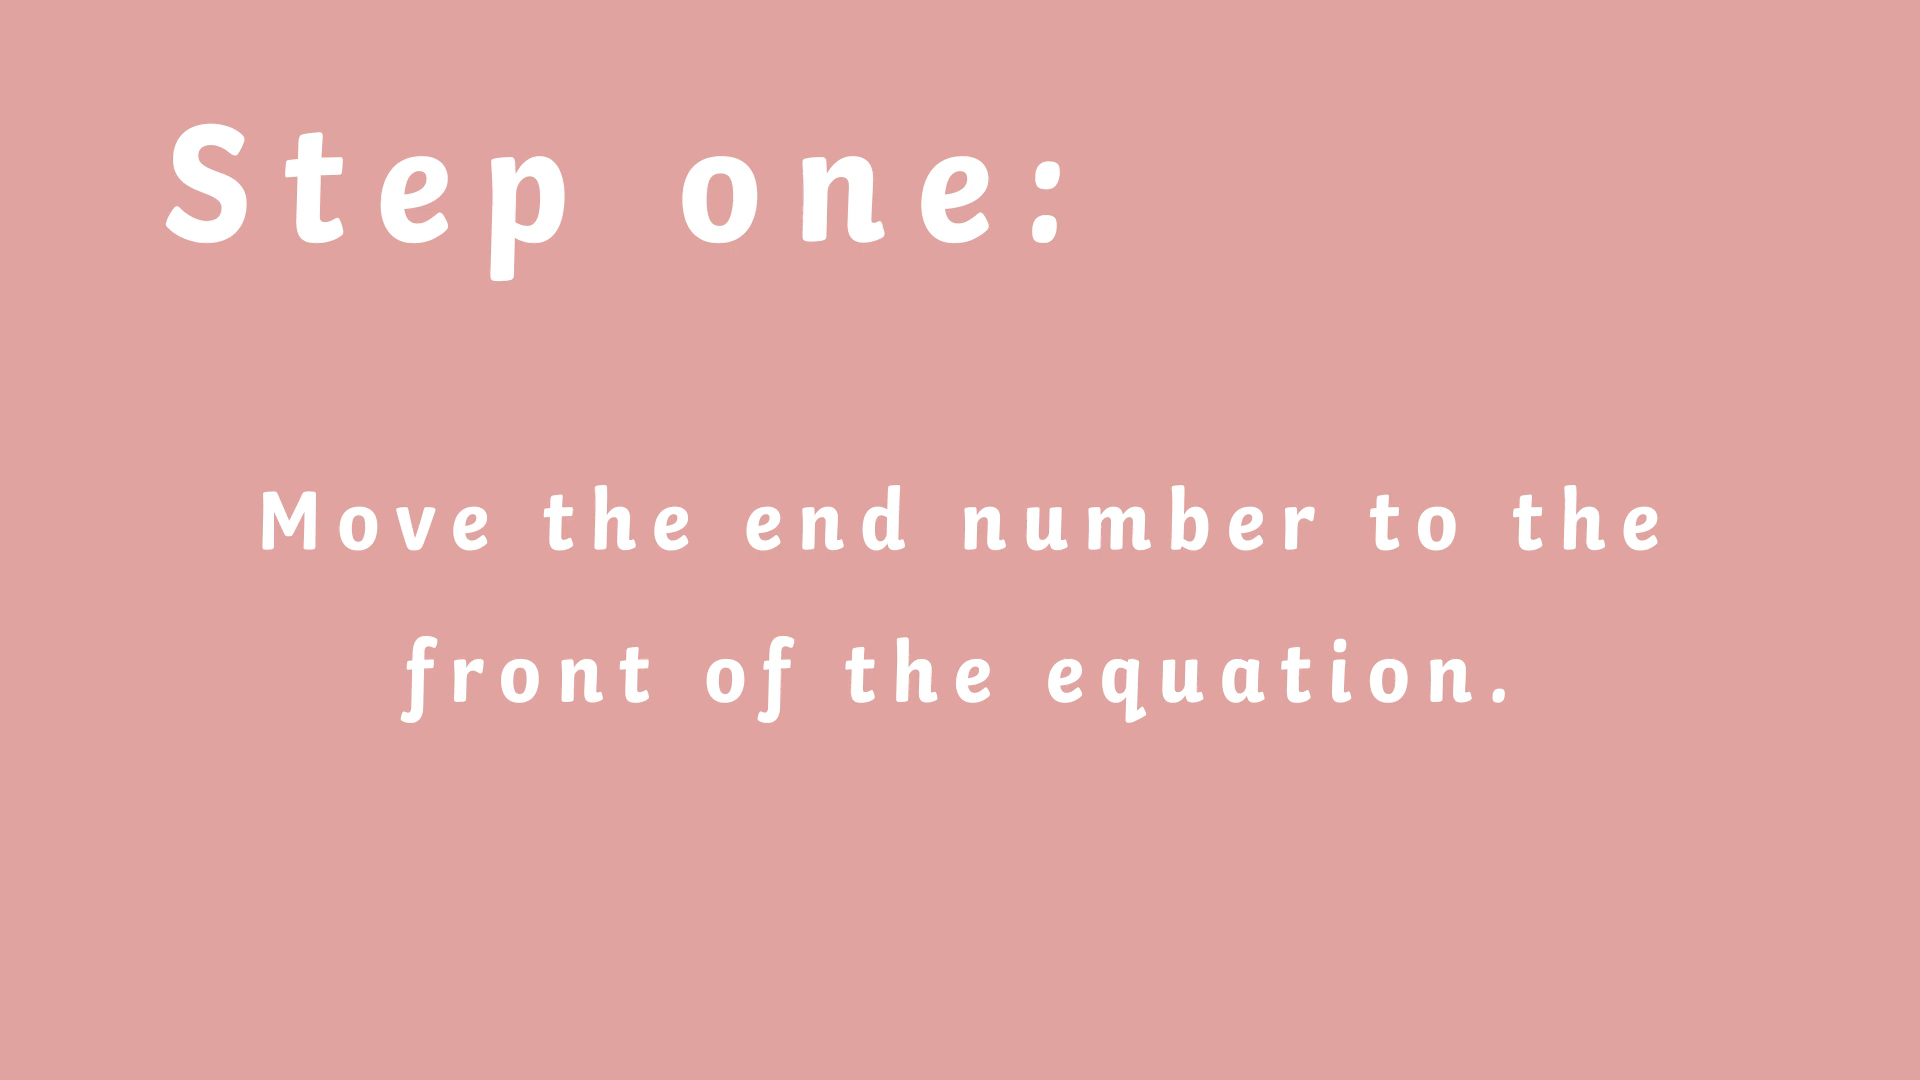 Step one:
Move the end number to the
front of the equation.